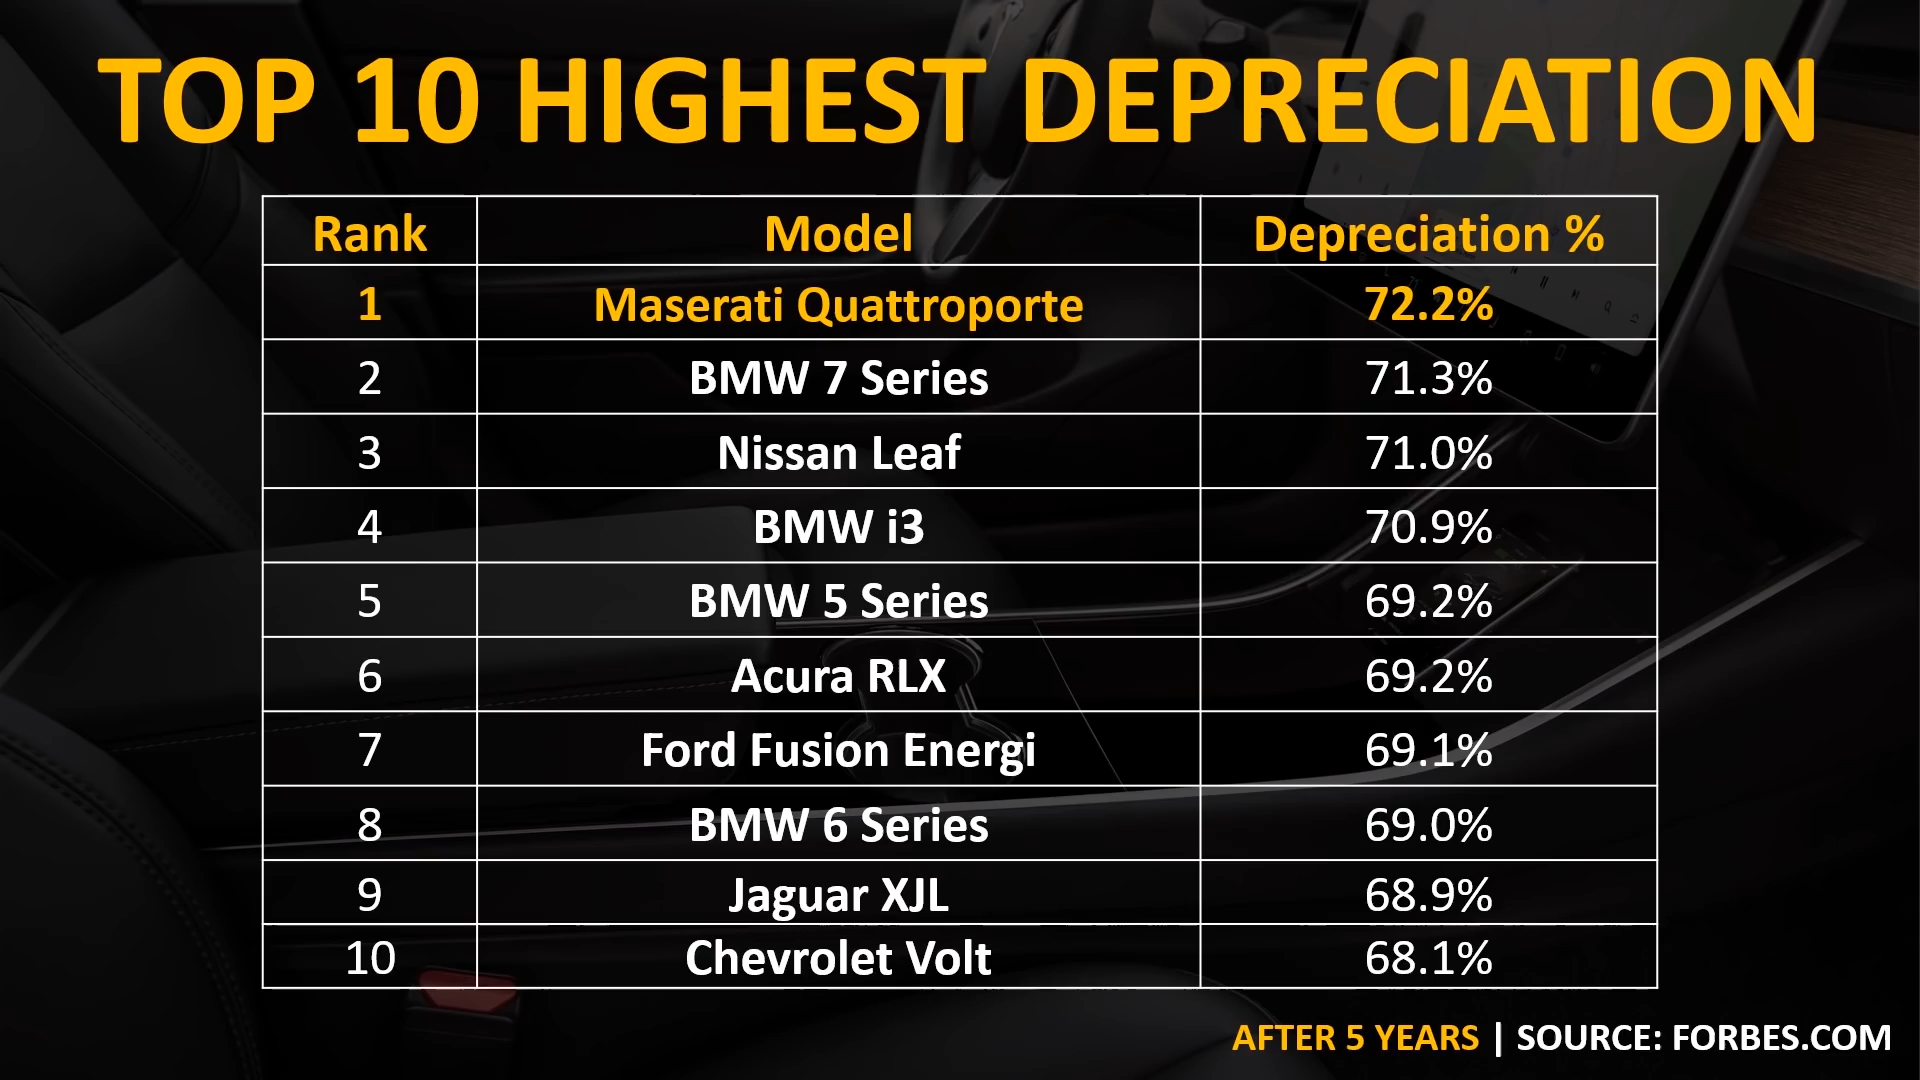 TOP 10 HIGHEST DEPRECIATION
Rank Model Depreciation %
1 Maserati Quattroporte 72.2%
2 BMW 7 Series 71.3%
3 Nissan Leaf 71.0%
4 BMW i3 70.9%
5 BMW 5 Series 69.2%
6 Acura RLX 69.2%
7 Ford Fusion Energi 69.1%
8 BMW 6 Series 69.0%
9 Jaguar XJL 68.9%
10 Chevrolet Volt 68.1%
AFTER 5 YEARS | SOURCE: FORBES.COM